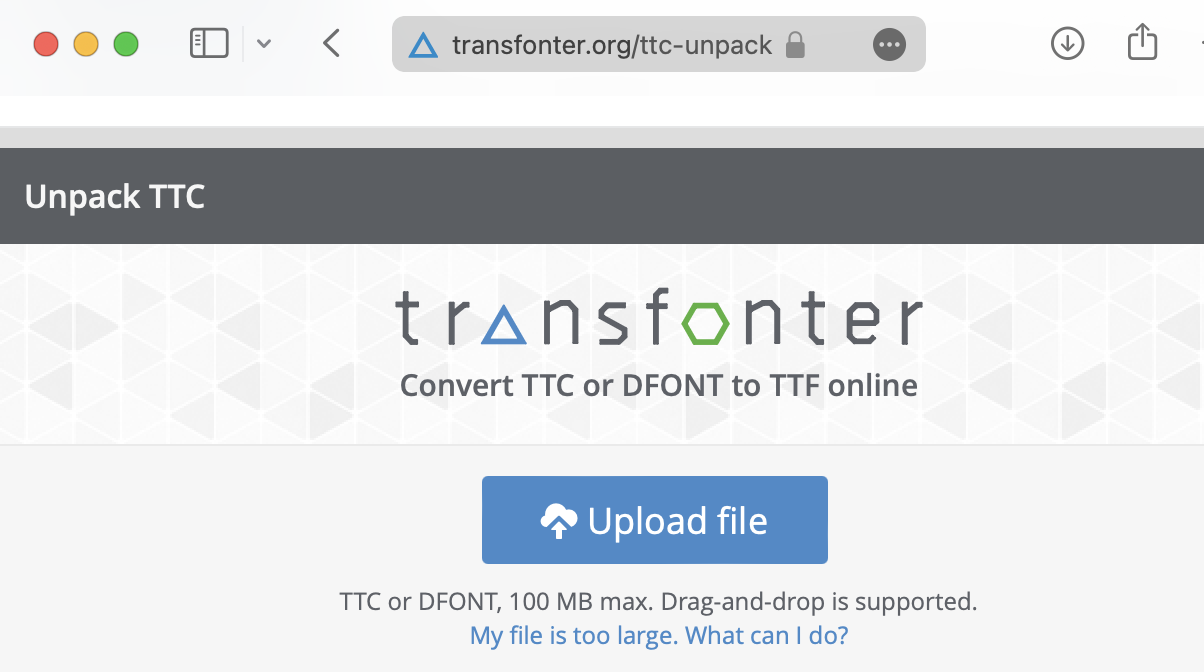 transfonter.org/ttc-unpack
Unpack TTC
transfonter
Convert TTC or DFONT to TTF online
Upload file
TTC or DFONT, 100 MB max. Drag-and-drop is supported.
My file is too large. What can I do?